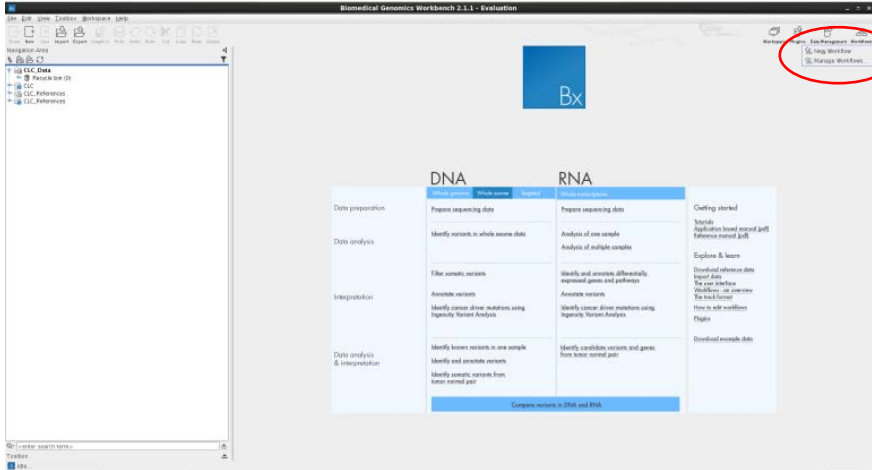 Biomedical Genomics Workbench 2.1.1 - Evaluation
File Edit View Toolbox Workspace Help
New Import Export
Workspace Plugins Data Management Workflows
New Workflow
Manage Workflows...
Navigation Area
CLC_Data
Recycle bin (0)
CLC
CLC_References
CLC_References
Bx
DNA RNA
Whole genome Whole exome Targeted Whole transcriptome
Data preparation
Prepare sequencing data
Prepare sequencing data
Data analysis
Identify variants in whole exome data
Analysis of one sample
Analysis of multiple samples
Interpretation
Filter somatic variants
Annotate variants
Identify cancer driver mutations using
Ingenuity Variant Analysis
Identify and annotate differentially
expressed genes and pathways
Annotate variants
Identify cancer driver mutations using
Ingenuity Variant Analysis
Data analysis
& interpretation
Identify known variants in one sample
Identify and annotate variants
Identify somatic variants from
tumor normal pair
Identify candidate variants and genes
from tumor normal pair
Compare variants in DNA and RNA
Getting started
Tutorials
Application based manual (pdf)
Reference manual (pdf)
Explore & learn
Download reference data
Import data
The user interface
Workflows - an overview
The track format
How to edit workflows
Plugins
Download example data
<enter search term>
Toolbox
Idle...